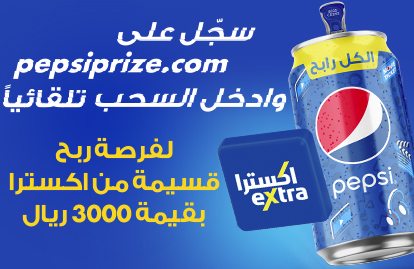 سجّل على
pepsiprize.com
وادخل السحب تلقائياً
لفرصة ربح
قسيمة من اكسترا
بقيمة 3000 ريال
اكسترا
extra
الكل رابح
pepsi